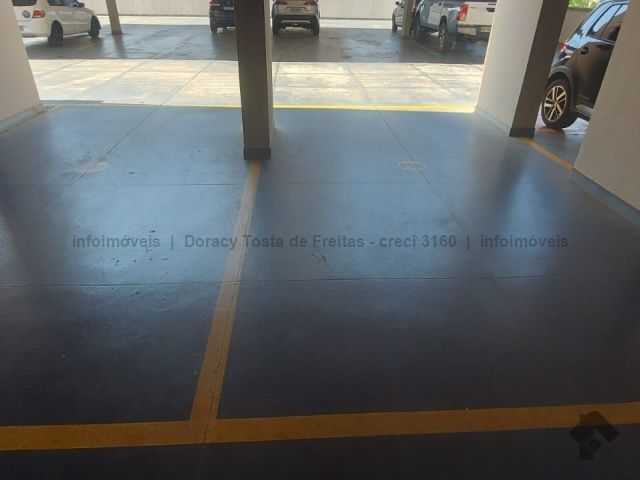 infoimóveis | Doracy Tosta de Freitas - creci 3160 | infoimóveis